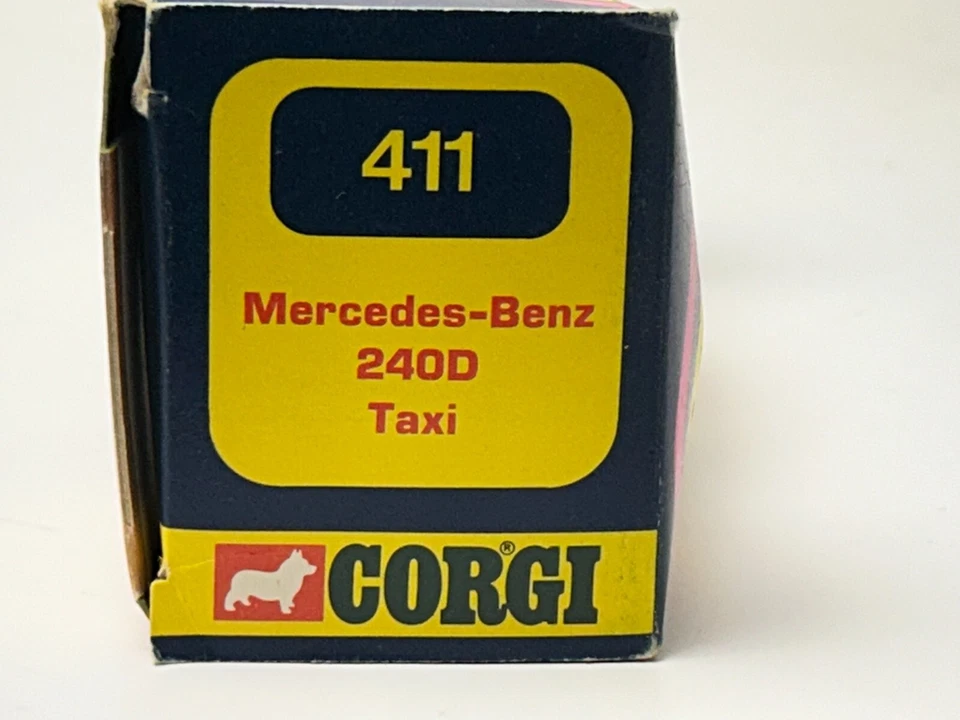 411
Mercedes-Benz
240D
Taxi
CORGI®